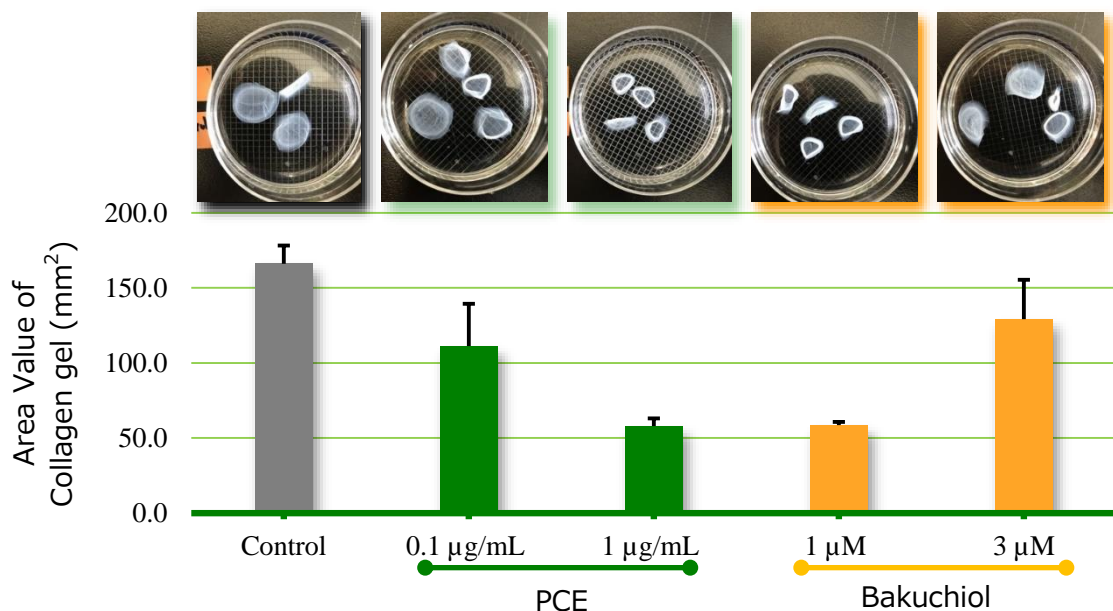 200.0
150.0
100.0
50.0
0.0
Area Value of
Collagen gel (mm²)
Control
0.1 µg/mL
1 µg/mL
1 µM
3 µM
PCE
Bakuchiol